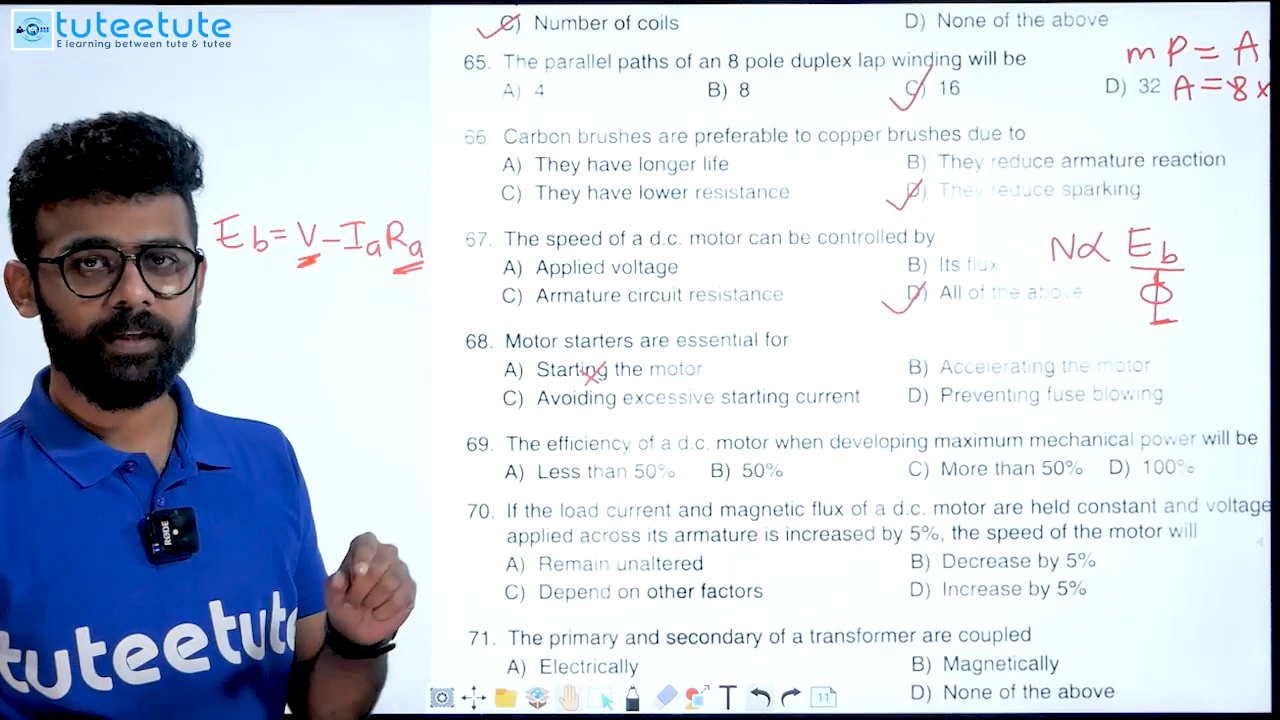 tuteetute
E learning between tute & tutee
C) Number of coils D) None of the above
65. The parallel paths of an 8 pole duplex lap winding will be
A) 4 B) 8 C) 16 D) 32
mP = A
A = 8 x
66. Carbon brushes are preferable to copper brushes due to
A) They have longer life B) They reduce armature reaction
C) They have lower resistance D) They reduce sparking
Eb = V - IaRa
67. The speed of a d.c. motor can be controlled by
A) Applied voltage B) Its flux
C) Armature circuit resistance D) All of the above
N∝ Eb
Φ
68. Motor starters are essential for
A) Starting the motor B) Accelerating the motor
C) Avoiding excessive starting current D) Preventing fuse blowing
69. The efficiency of a d.c. motor when developing maximum mechanical power will be
A) Less than 50% B) 50% C) More than 50% D) 100%
70. If the load current and magnetic flux of a d.c. motor are held constant and voltage
applied across its armature is increased by 5%, the speed of the motor will
A) Remain unaltered B) Decrease by 5%
C) Depend on other factors D) Increase by 5%
71. The primary and secondary of a transformer are coupled
A) Electrically B) Magnetically
D) None of the above
RØDE
tuteetute
T
11